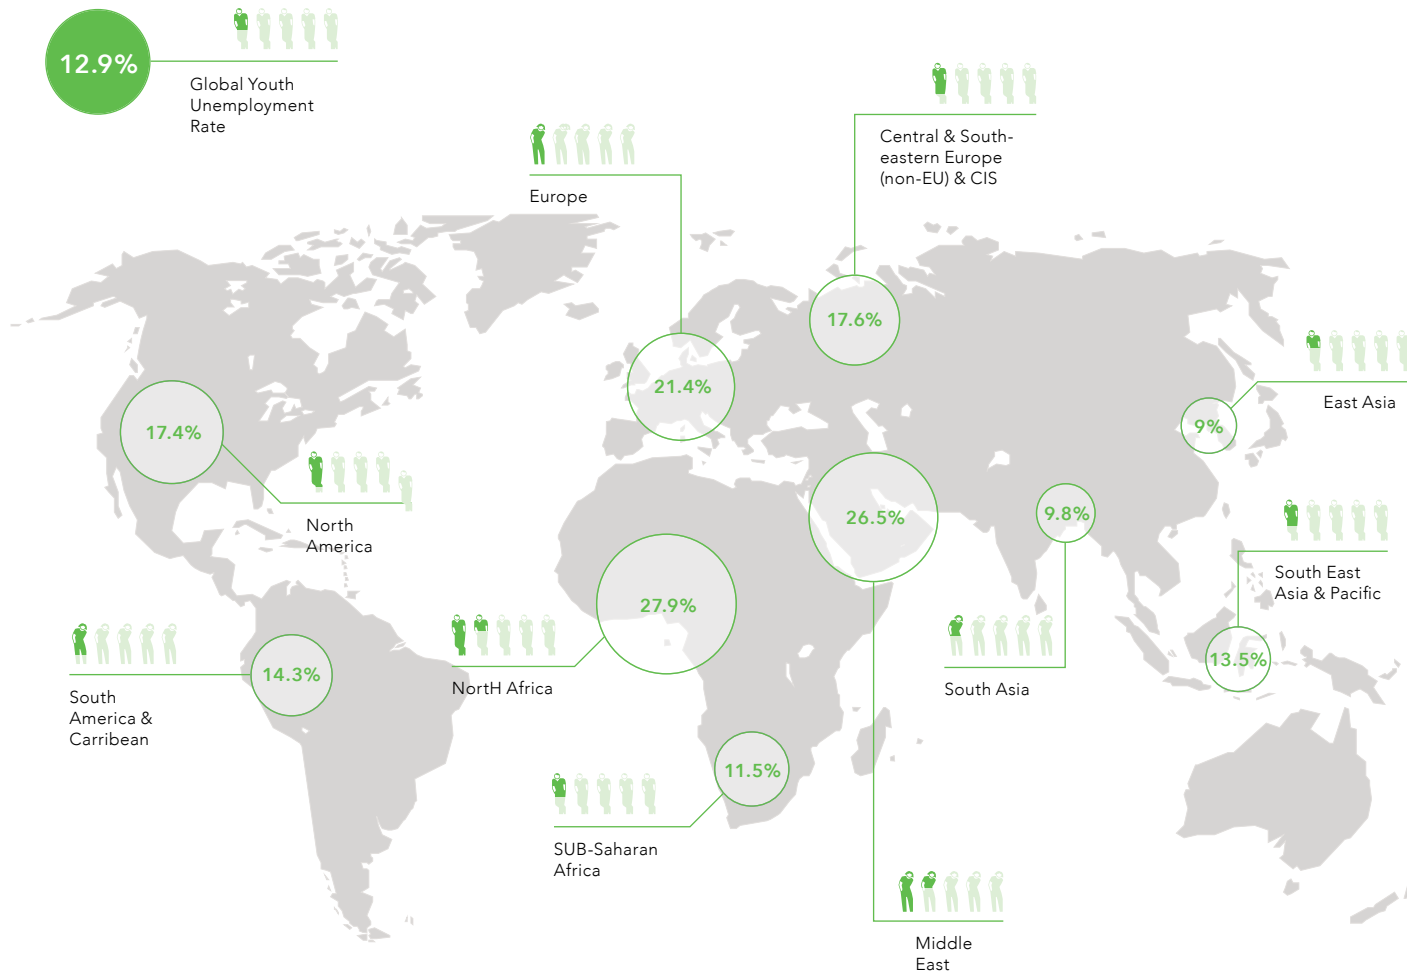 12.9%
Global Youth
Unemployment
Rate
Europe
21.4%
Central & South-
eastern Europe
(non-EU) & CIS
17.6%
East Asia
9%
17.4%
North
America
26.5%
Middle
East
9.8%
South Asia
South East
Asia & Pacific
13.5%
27.9%
NortH Africa
14.3%
South
America &
Carribean
11.5%
SUB-Saharan
Africa